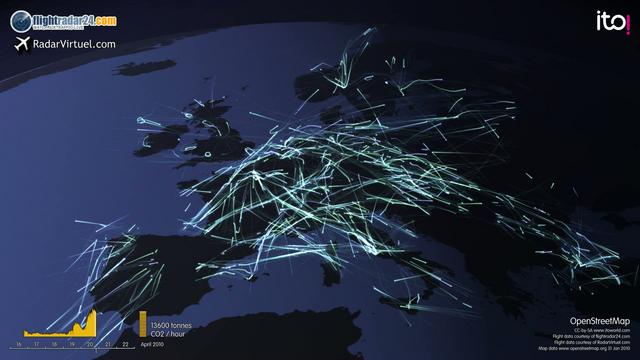 flightradar24.com
RadarVirtuel.com
ito!
13600 tonnes
CO2 / hour
16 17 18 19 20 21 22 April 2010
OpenStreetMap
CC-by-SA www.itoworld.com
Flight data courtesy of flightradar24.com
Flight data courtesy of RadarVirtuel.com
Map data www.openstreetmap.org 31 Jan 2010